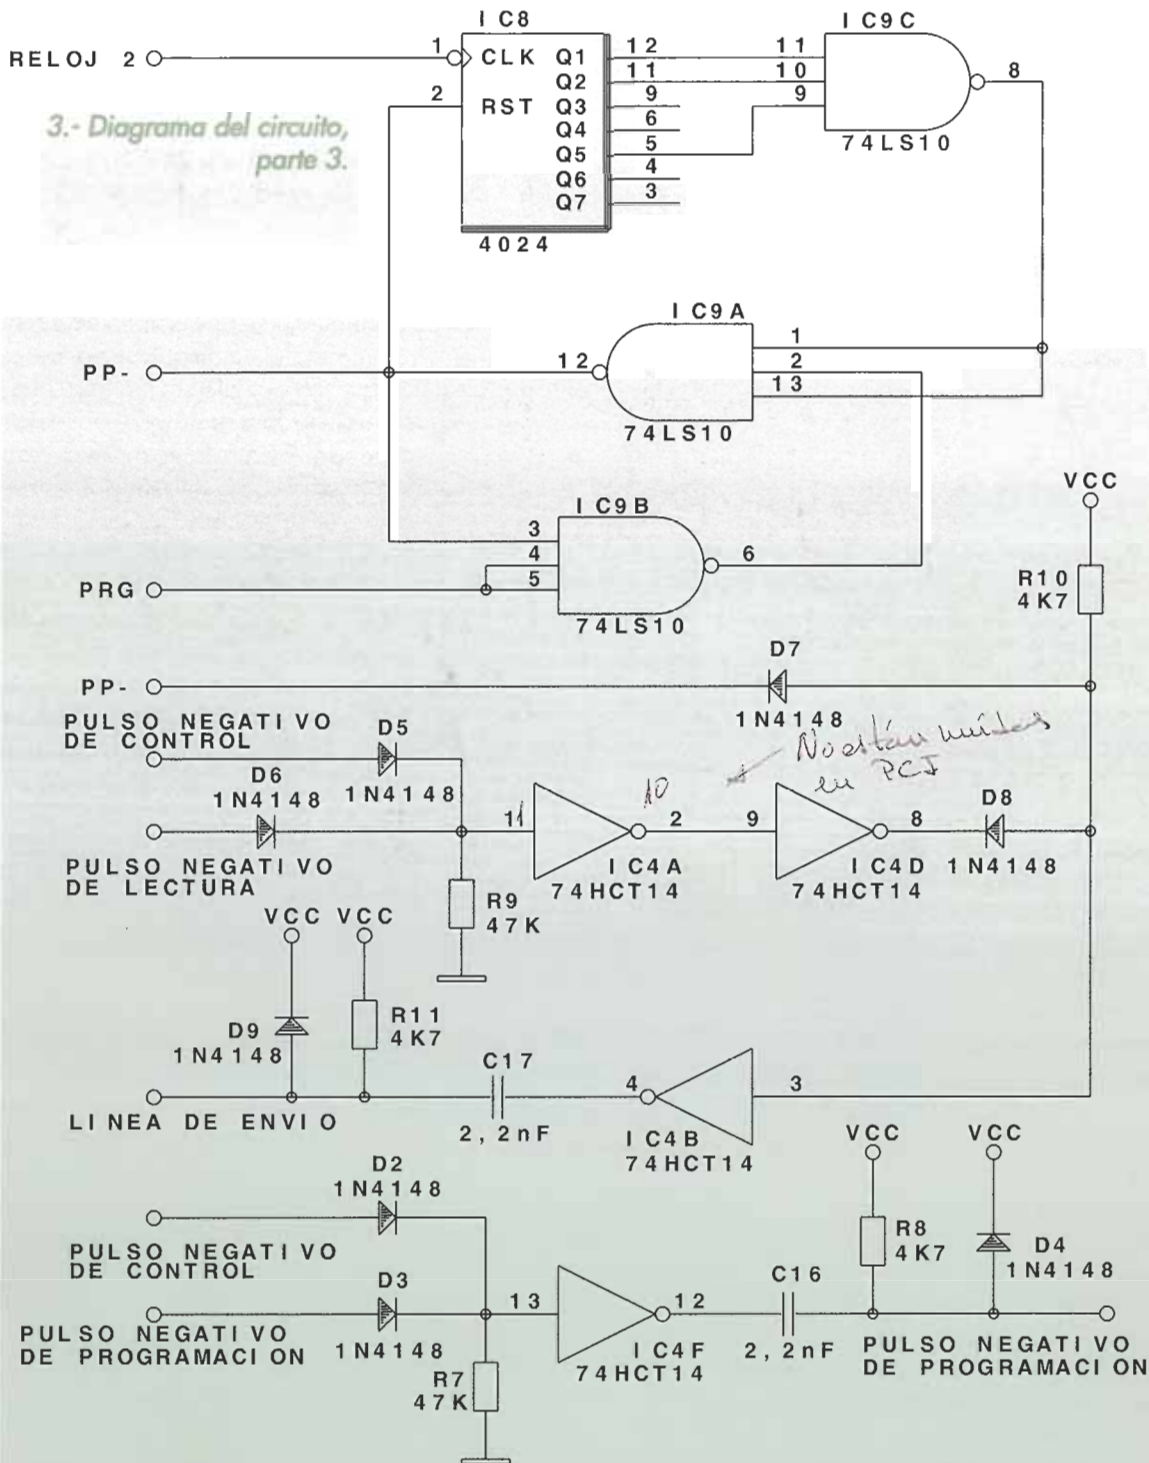 IC8
IC9C
RELOJ 2
1
CLK
Q1
12
11
Q2
11
10
8
2
RST
Q3
9
9
Q4
6
74LS10
Q5
5
Q6
4
Q7
3
4024
3.- Diagrama del circuito,
parte 3.
IC9A
1
PP-
12
2
13
74LS10
VCC
IC9B
3
4
6
R10
4K7
PRG
5
74LS10
D7
PP-
1N4148
PULSO NEGATIVO
DE CONTROL
D5
No están unidas
en PCI
D6
1N4148
1N4148
10
D8
11
2
9
8
PULSO NEGATIVO
DE LECTURA
IC4A
74HCT14
IC4D
74HCT14
1N4148
R9
47K
VCC
VCC
R11
4K7
D9
1N4148
C17
4
3
LINEA DE ENVIO
2,2nF
IC4B
74HCT14
VCC
VCC
D2
1N4148
R8
4K7
D4
1N4148
PULSO NEGATIVO
DE CONTROL
D3
C16
13
12
PULSO NEGATIVO
DE PROGRAMACION
1N4148
IC4F
74HCT14
2,2nF
PULSO NEGATIVO
DE PROGRAMACION
R7
47K